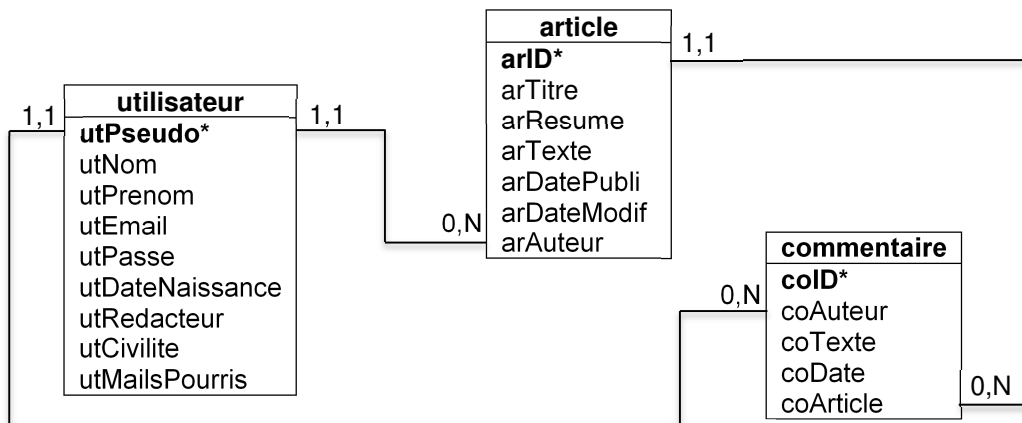 article
1,1
arID*
arTitre
arResume
arTexte
arDatePubli
arDateModif
arAuteur
0,N
1,1
utilisateur
1,1
utPseudo*
utNom
utPrenom
utEmail
utPasse
utDateNaissance
utRedacteur
utCivilite
utMailsPourris
commentaire
0,N
coID*
coAuteur
coTexte
coDate
coArticle
0,N